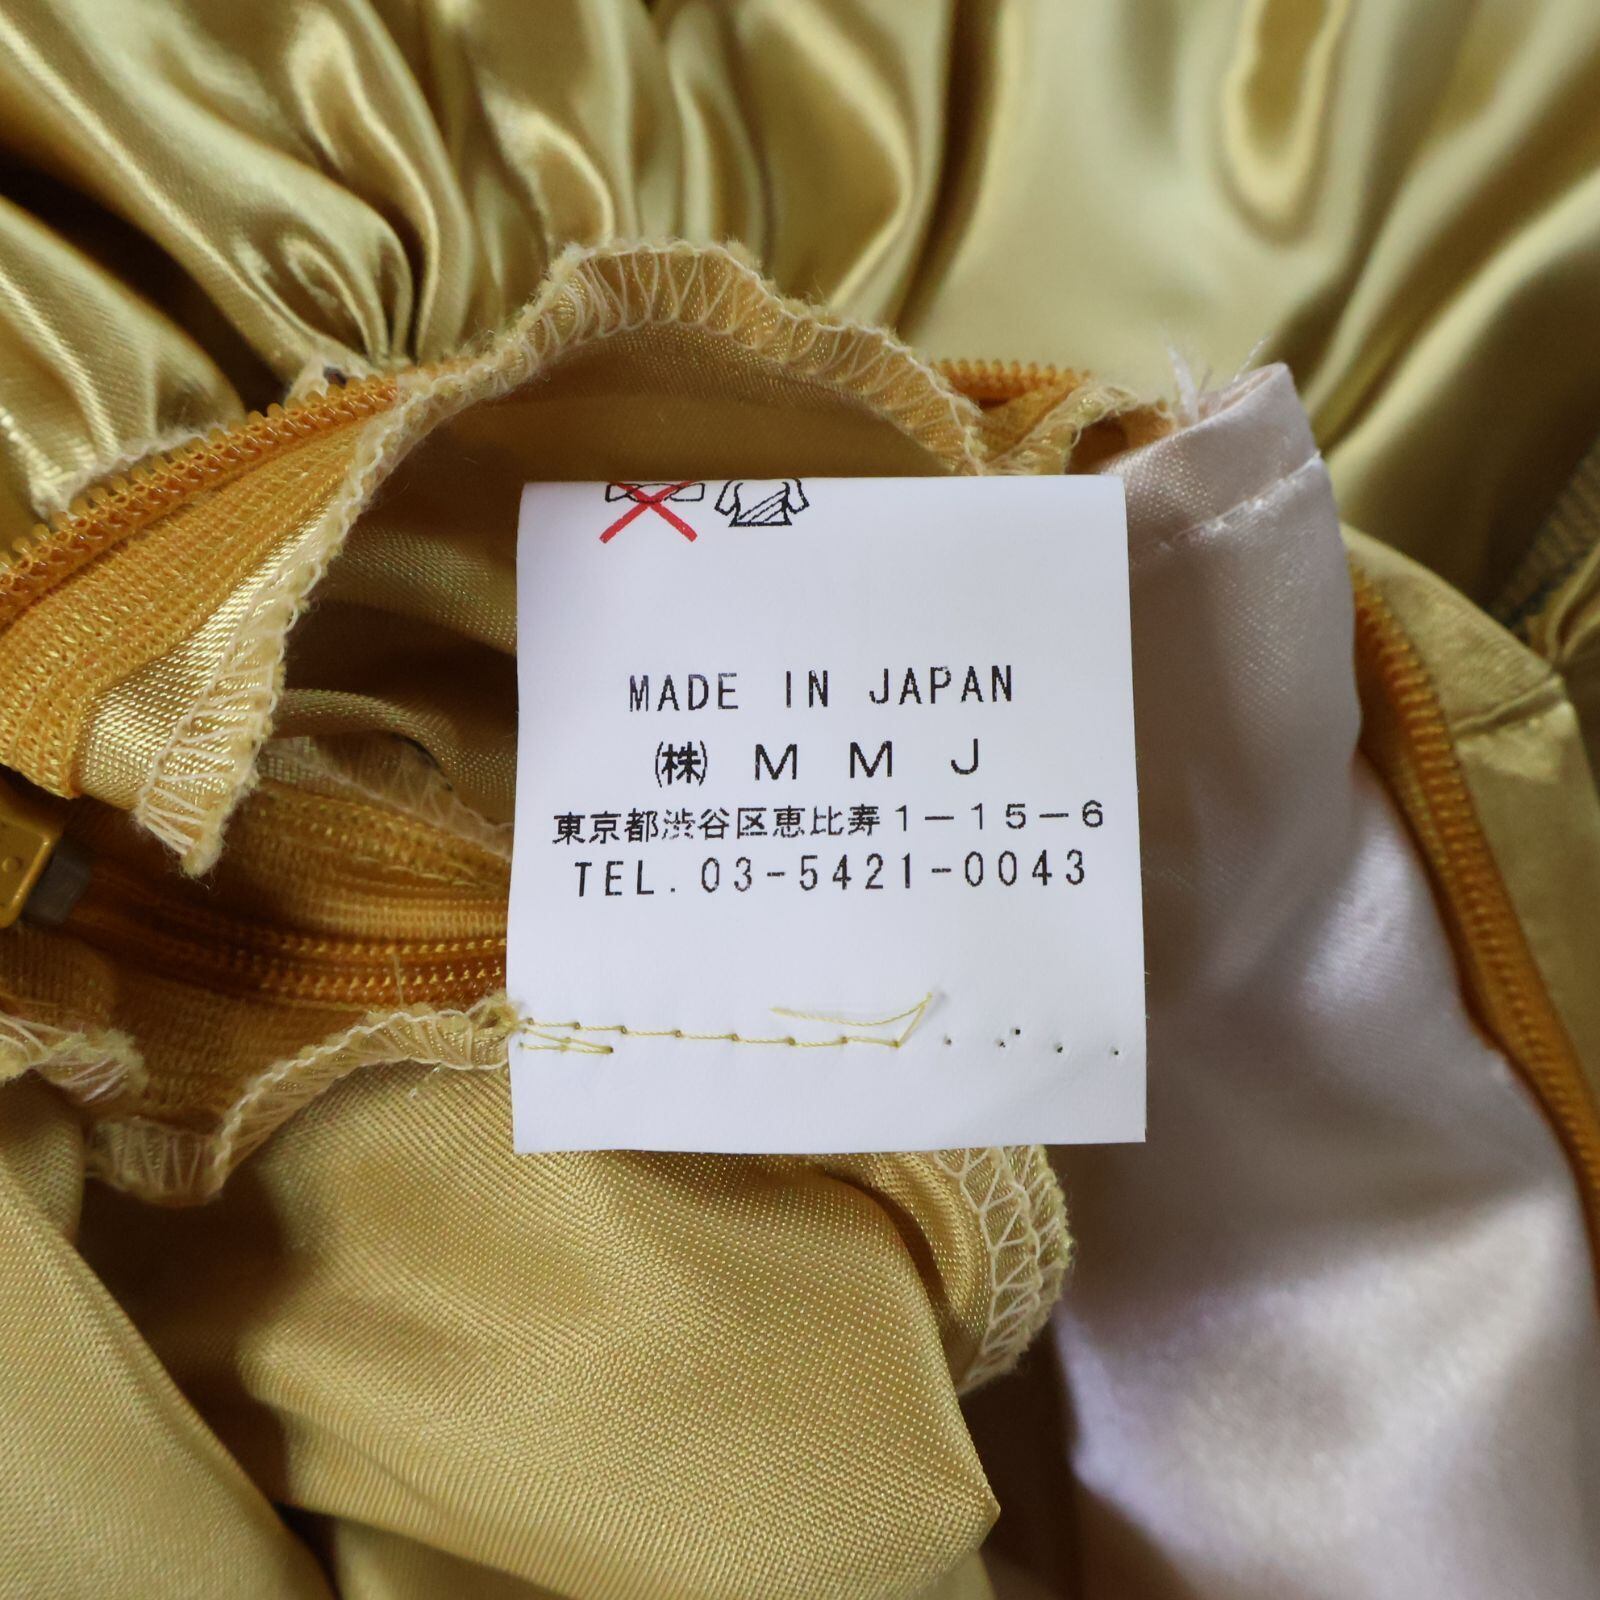 MADE IN JAPAN
㈱ M M J
東京都渋谷区恵比寿1-15-6
TEL. 03-5421-0043